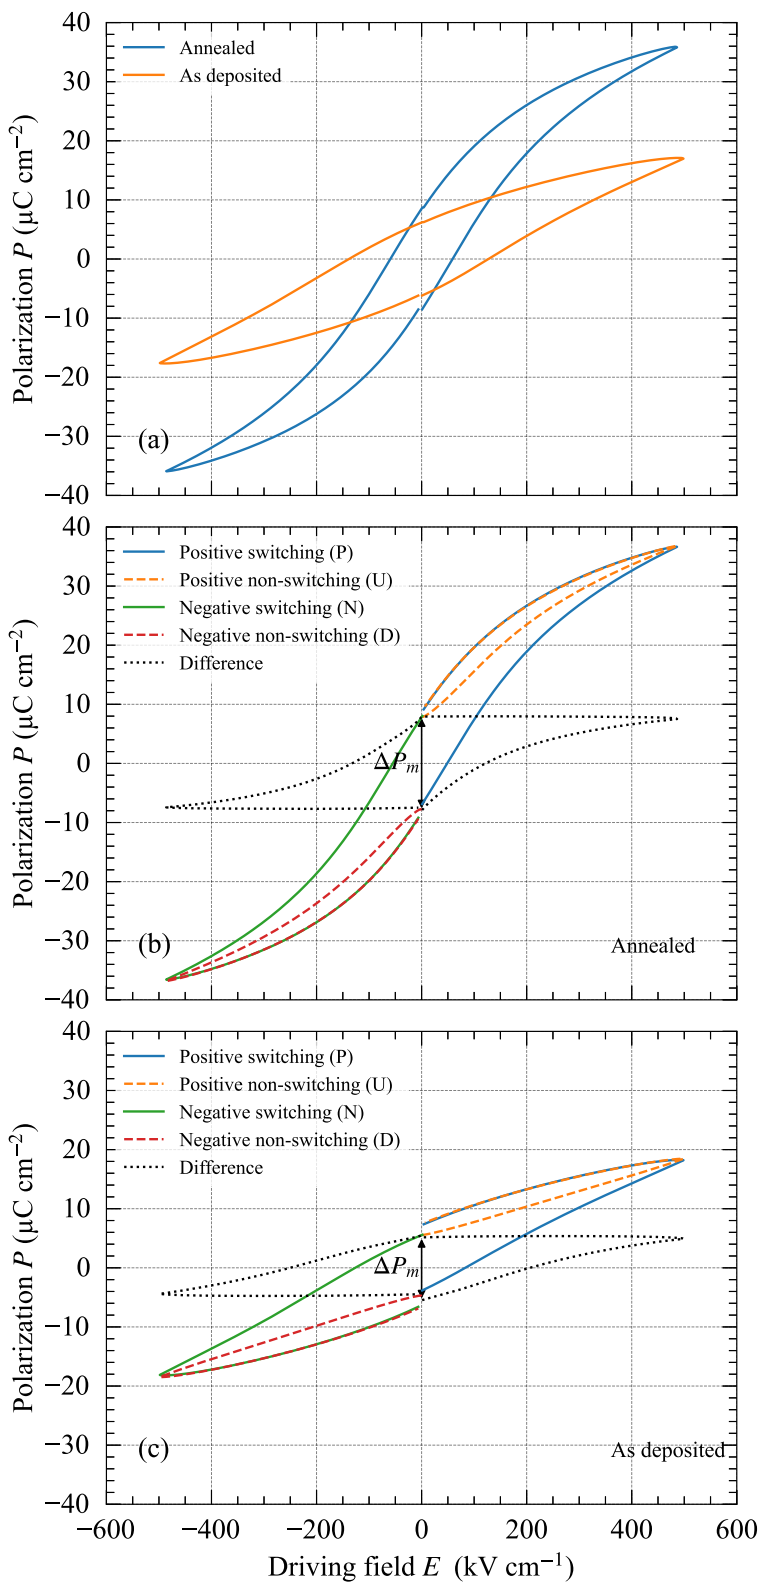 40
30
20
10
0
−10
−20
−30
−40
Polarization P (μC cm−2)
Annealed
As deposited
(a)
40
30
20
10
0
−10
−20
−30
−40
Polarization P (μC cm−2)
Positive switching (P)
Positive non-switching (U)
Negative switching (N)
Negative non-switching (D)
Difference
ΔPm
(b)
Annealed
40
30
20
10
0
−10
−20
−30
−40
Polarization P (μC cm−2)
Positive switching (P)
Positive non-switching (U)
Negative switching (N)
Negative non-switching (D)
Difference
ΔPm
(c)
As deposited
−600 −400 −200 0 200 400 600
Driving field E (kV cm−1)